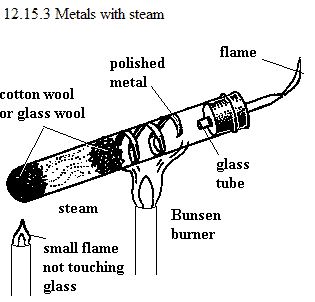 12.15.3 Metals with steam
flame
polished
metal
cotton wool
or glass wool
glass
tube
steam
Bunsen
burner
small flame
not touching
glass